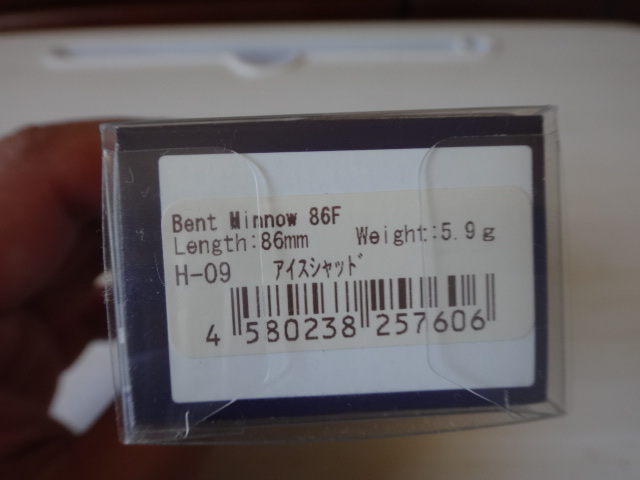 Bent Minnow 86F
Length:86mm Weight:5.9g
H-09 ｱｲｽｼｬｯﾄﾞ
4 580238 257606